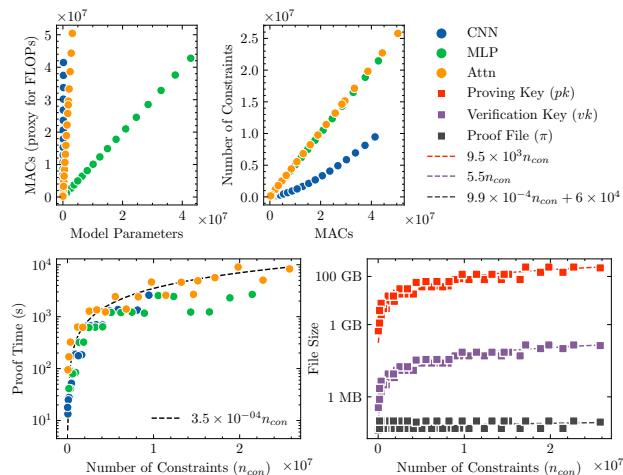 ×10⁷
5
4
3
2
1
0
MACs (proxy for FLOPs)
0 2 4
×10⁷
Model Parameters
×10⁷
2.5
2.0
1.5
1.0
0.5
0.0
Number of Constraints
0 2 4
×10⁷
MACs
CNN
MLP
Attn
Proving Key (pk)
Verification Key (vk)
Proof File (π)
9.5 × 10³n_con
5.5n_con
9.9 × 10⁻⁴n_con + 6 × 10⁴
10⁴
10³
10²
10¹
Proof Time (s)
3.5 × 10⁻⁰⁴n_con
0 1 2
×10⁷
Number of Constraints (n_con)
100 GB
1 GB
1 MB
File Size
0 1 2
×10⁷
Number of Constraints (n_con)